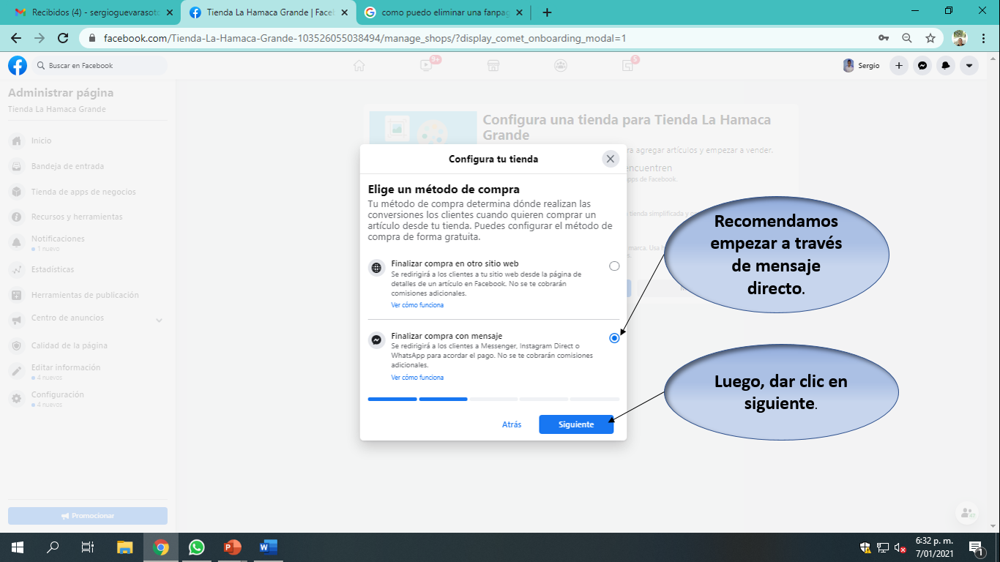 Recibidos (4) - sergioguevarasoto
Tienda La Hamaca Grande | Faceb
como puedo eliminar una fanpag
facebook.com/Tienda-La-Hamaca-Grande-103526055038494/manage_shops/?display_comet_onboarding_modal=1
Buscar en Facebook
9+
5
Sergio
Administrar página
Tienda La Hamaca Grande
Inicio
Bandeja de entrada
Tienda de apps de negocios
Recursos y herramientas
Notificaciones
1 nuevo
Estadísticas
Herramientas de publicación
Centro de anuncios
Calidad de la página
Editar información
4 nuevos
Configuración
4 nuevos
Promocionar
Configura una tienda para Tienda La Hamaca
Grande
ra agregar artículos y empezar a vender.
encuentren
apps de Facebook.
tienda simplificada y
marca. Usa
Configura tu tienda
Elige un método de compra
Tu método de compra determina dónde realizan las
conversiones los clientes cuando quieren comprar un
artículo desde tu tienda. Puedes configurar el método de
compra de forma gratuita.
Finalizar compra en otro sitio web
Se redirigirá a los clientes a tu sitio web desde la página de
detalles de un artículo en Facebook. No se te cobrarán
comisiones adicionales.
Ver cómo funciona
Finalizar compra con mensaje
Se redirigirá a los clientes a Messenger, Instagram Direct o
WhatsApp para acordar el pago. No se te cobrarán comisiones
adicionales.
Ver cómo funciona
Atrás
Siguiente
Recomendamos
empezar a través
de mensaje
directo.
Luego, dar clic en
siguiente.
6:32 p. m.
7/01/2021
1